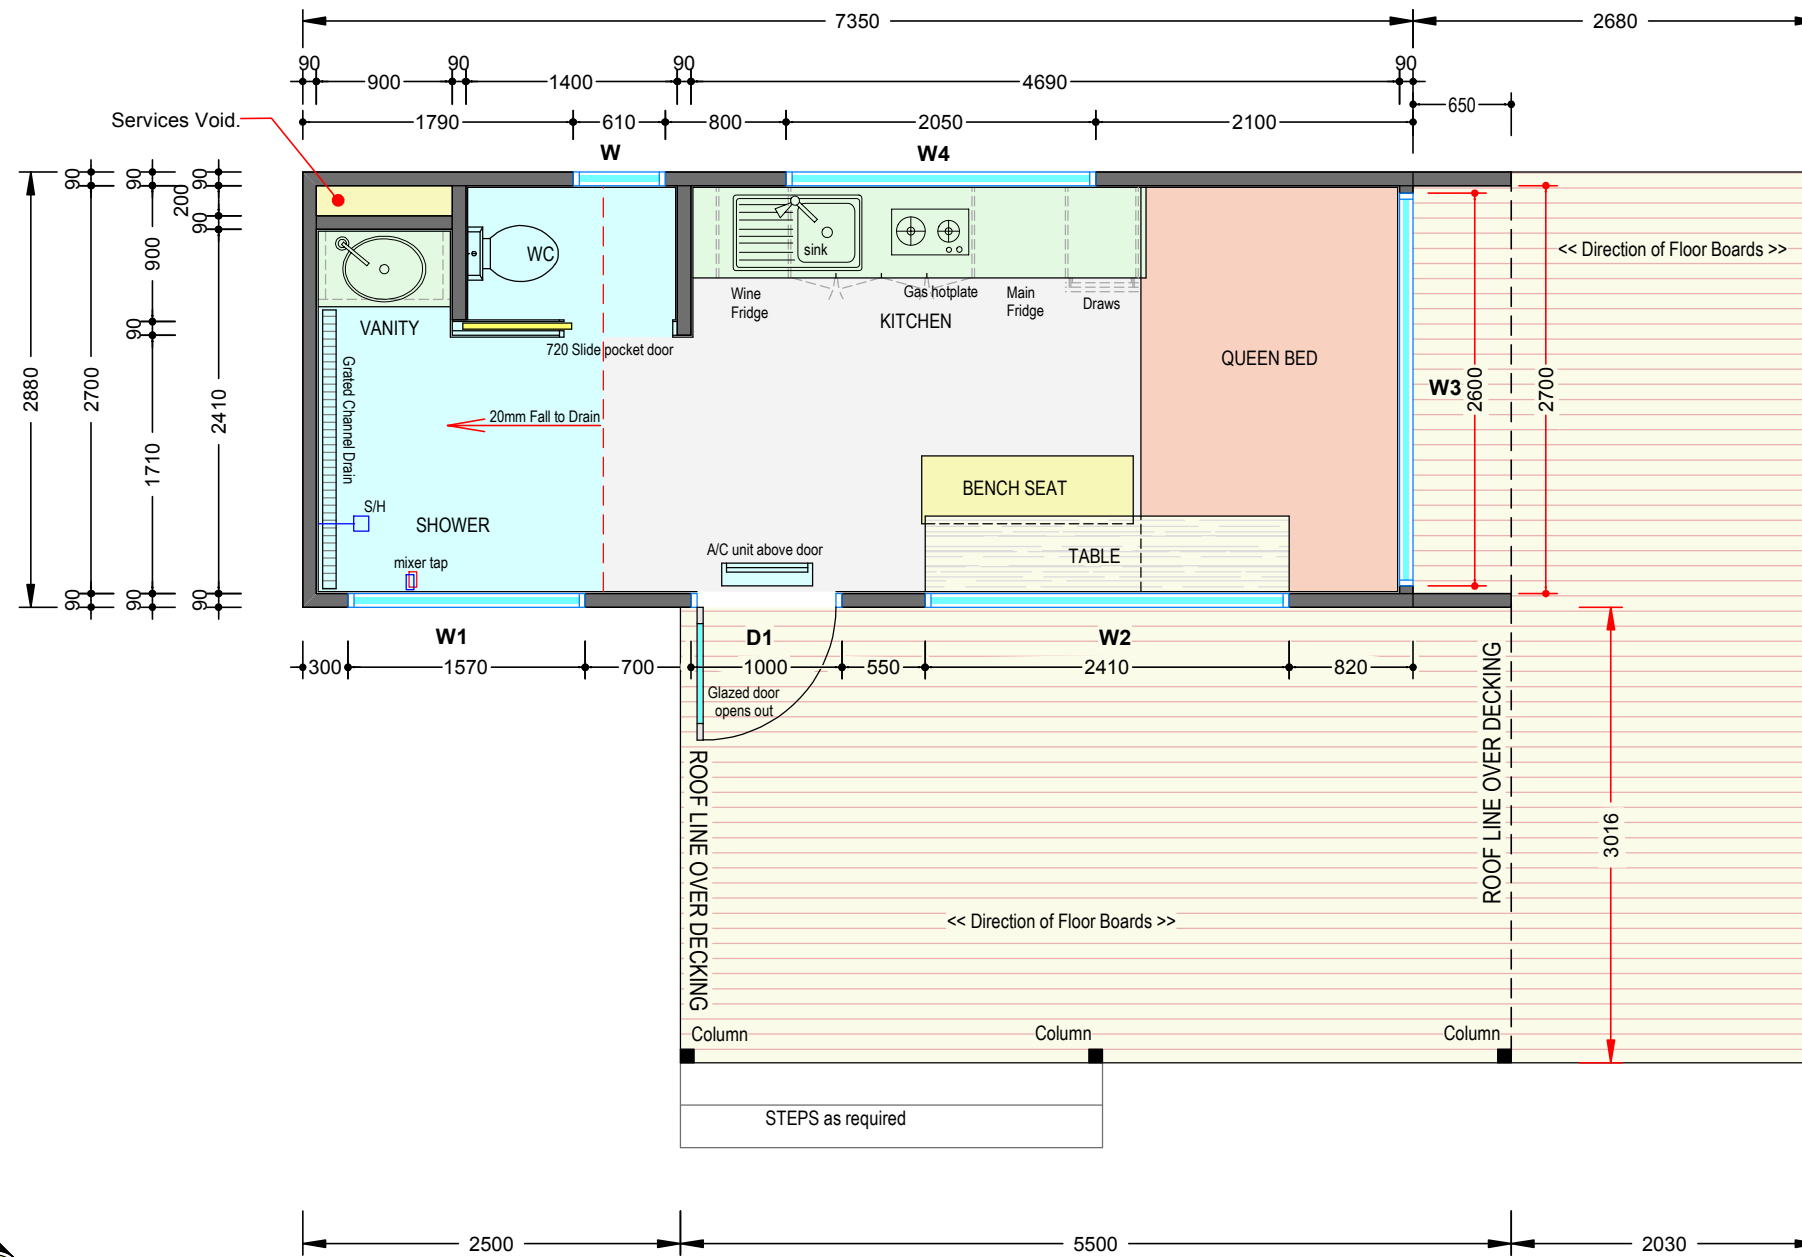 7350
2680
90
90
90
90
900
1400
4690
650
1790
610
800
2050
2100
Services Void.
W
W4
90
90
90
200
90
900
90
2880
2700
1710
2410
90
90
90
WC
sink
Wine
Fridge
Gas hotplate
Main
Fridge
Draws
KITCHEN
VANITY
720 Slide pocket door
QUEEN BED
<< Direction of Floor Boards >>
W3
2600
2700
Grated Channel Drain
20mm Fall to Drain
BENCH SEAT
S/H
SHOWER
mixer tap
A/C unit above door
TABLE
W1
D1
W2
300
1570
700
1000
550
2410
820
Glazed door
opens out
ROOF LINE OVER DECKING
ROOF LINE OVER DECKING
3016
<< Direction of Floor Boards >>
Column
Column
Column
STEPS as required
2500
5500
2030